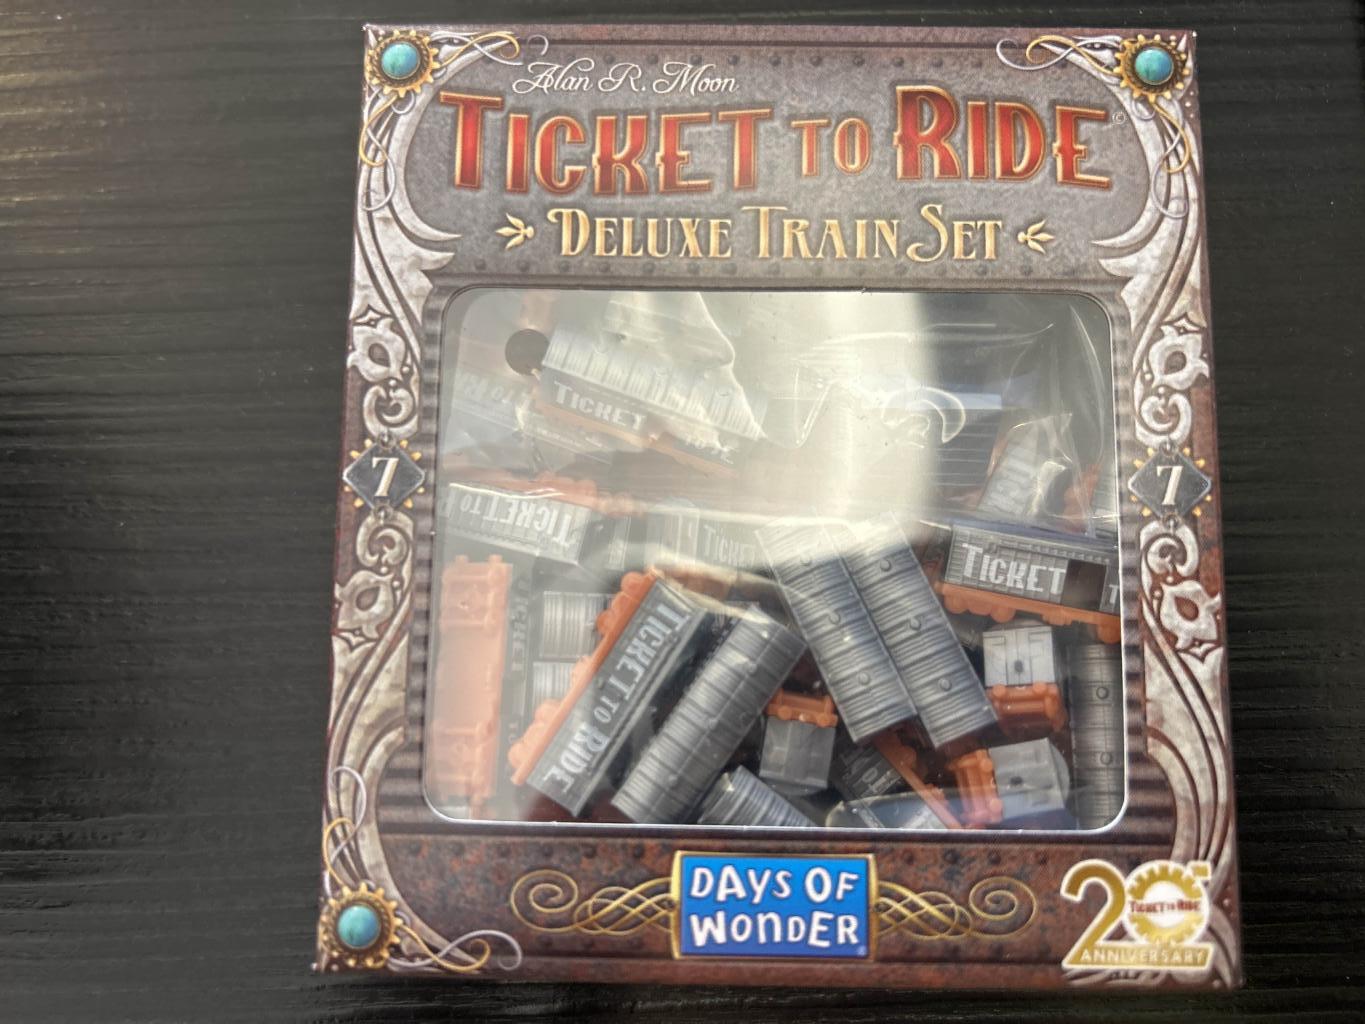 Alan R. Moon
TICKET TO RIDE©
DELUXE TRAIN SET
TICKET
TICKET TO
TICKET
TICKET
TICKET TO RIDE
7
7
DAYS OF
WONDER
20
TICKET TO RIDE
ANNIVERSARY